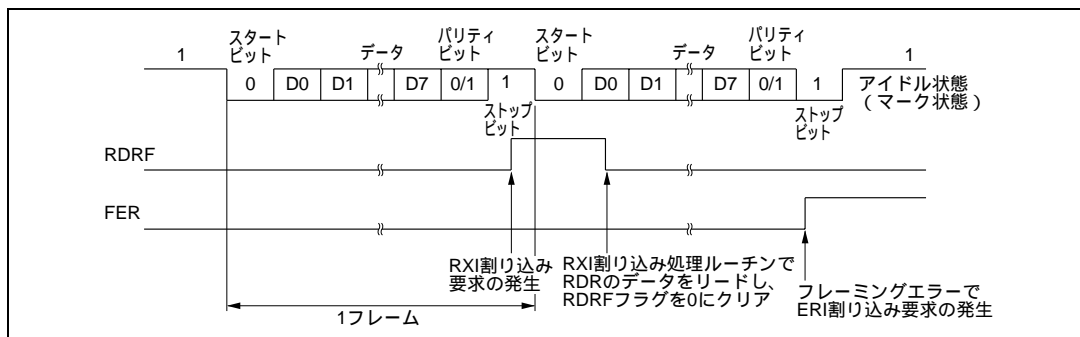 1
スタート
ビット
データ
パリティ
ビット
スタート
ビット
データ
パリティ
ビット
1
0 D0 D1 D7 0/1 1 0 D0 D1 D7 0/1 1
アイドル状態
(マーク状態)
ストップ
ビット
ストップ
ビット
RDRF
FER
RXI割り込み
要求の発生
RXI割り込み処理ルーチンで
RDRのデータをリードし、
RDRFフラグを0にクリア
フレーミングエラーで
ERI割り込み要求の発生
1フレーム